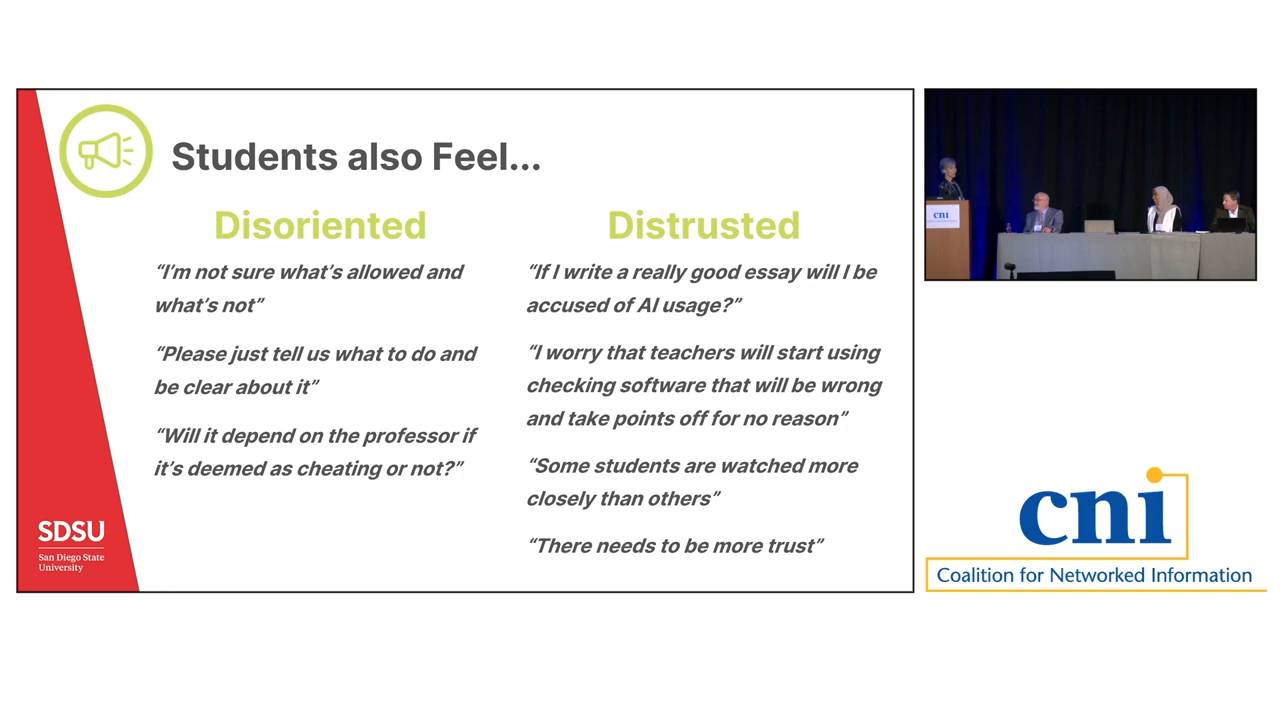 Students also Feel...
Disoriented
“I’m not sure what’s allowed and
what’s not”
“Please just tell us what to do and
be clear about it”
“Will it depend on the professor if
it’s deemed as cheating or not?”
Distrusted
“If I write a really good essay will I be
accused of AI usage?”
“I worry that teachers will start using
checking software that will be wrong
and take points off for no reason”
“Some students are watched more
closely than others”
“There needs to be more trust”
SDSU
San Diego State
University
cni
cni
Coalition for Networked Information